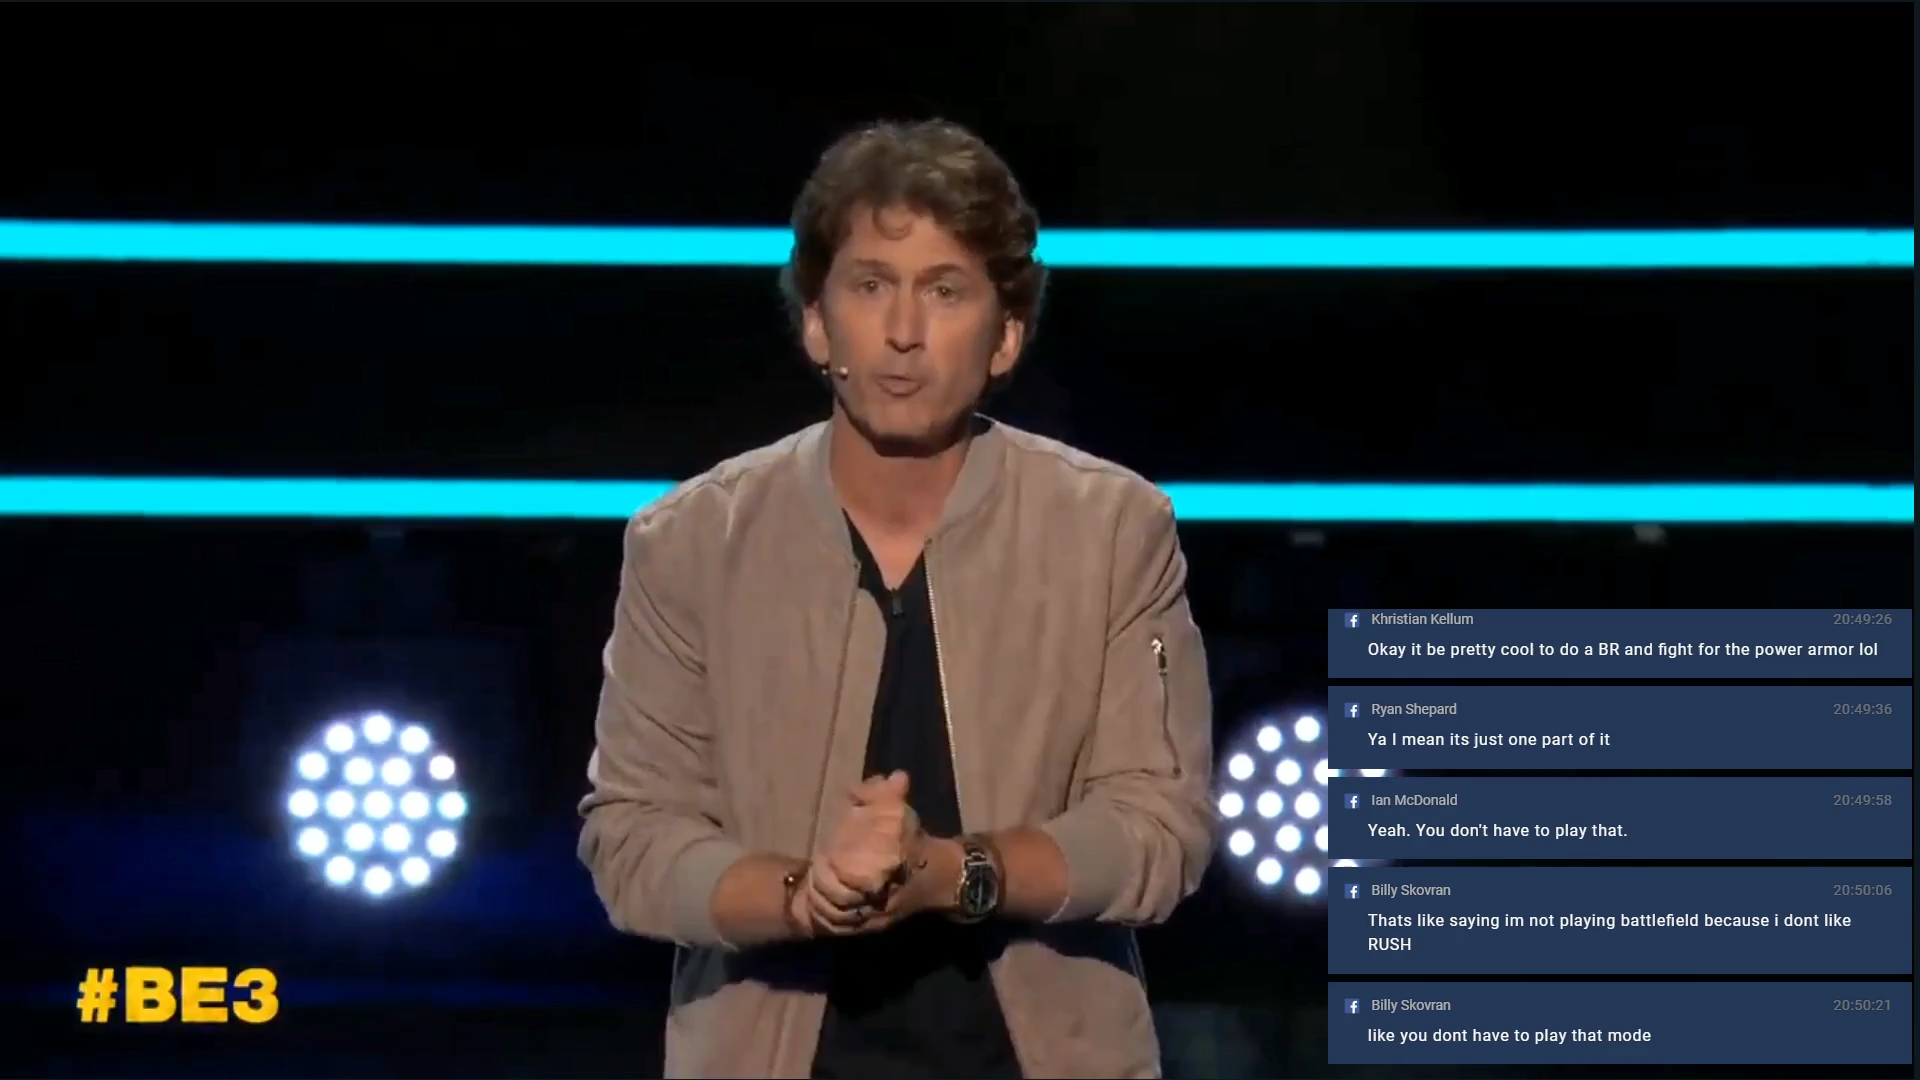 Khristian Kellum 20:49:26
Okay it be pretty cool to do a BR and fight for the power armor lol
Ryan Shepard 20:49:36
Ya I mean its just one part of it
Ian McDonald 20:49:58
Yeah. You don't have to play that.
Billy Skovran 20:50:06
Thats like saying im not playing battlefield because i dont like
RUSH
Billy Skovran 20:50:21
like you dont have to play that mode
#BE3